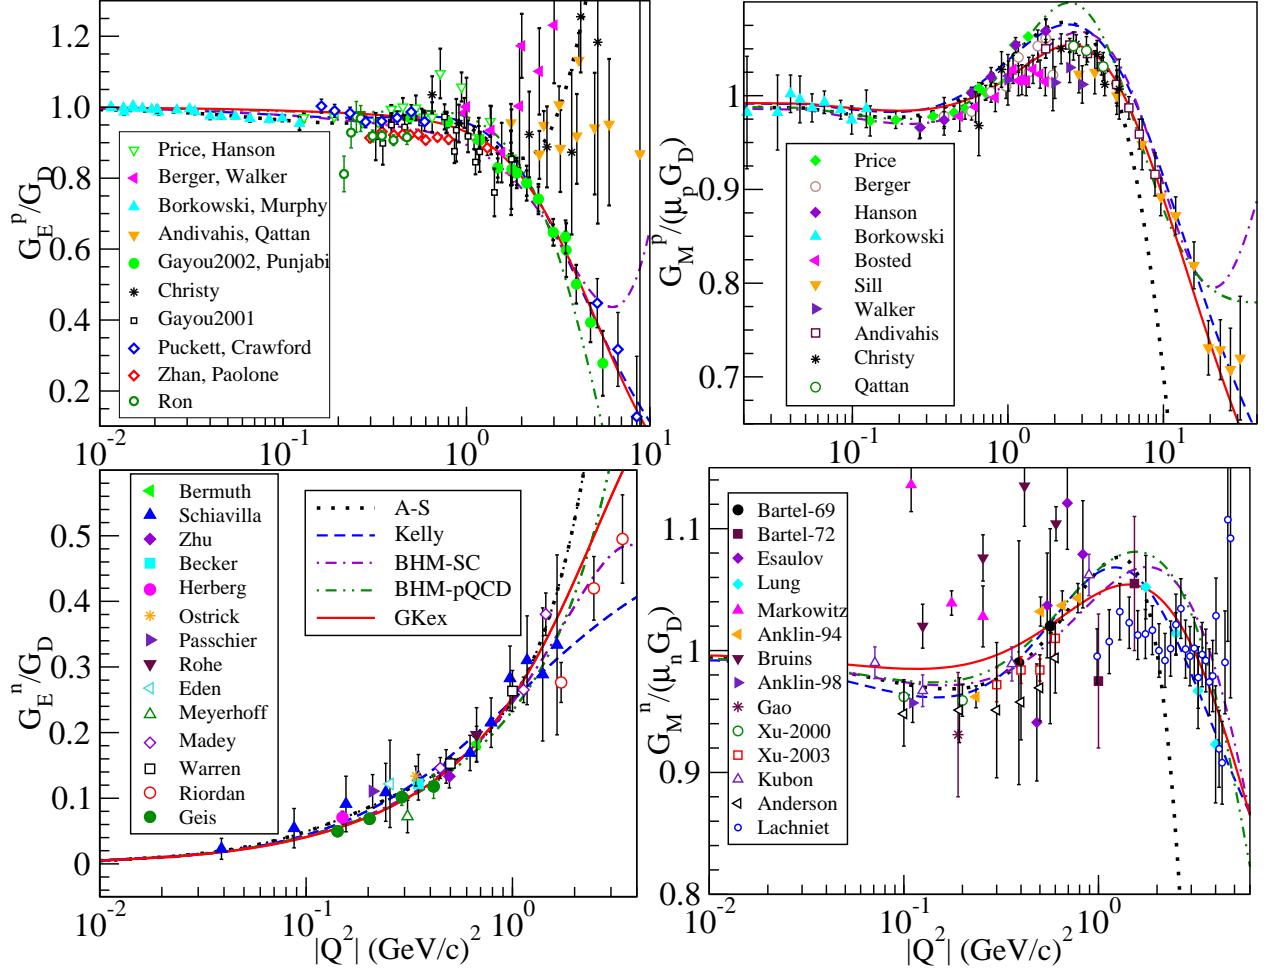 1.2
1.0
0.8
0.6
0.4
0.2
G_E^p/G_D
Price, Hanson
Berger, Walker
Borkowski, Murphy
Andivahis, Qattan
Gayou2002, Punjabi
Christy
Gayou2001
Puckett, Crawford
Zhan, Paolone
Ron
10^-2
10^-1
10^0
10^1
1
0.9
0.8
0.7
G_M^p/(μ_p G_D)
Price
Berger
Hanson
Borkowski
Bosted
Sill
Walker
Andivahis
Christy
Qattan
10^-1
10^0
10^1
0.5
0.4
0.3
0.2
0.1
0
G_E^n/G_D
Bermuth
Schiavilla
Zhu
Becker
Herberg
Ostrick
Passchier
Rohe
Eden
Meyerhoff
Madey
Warren
Riordan
Geis
A-S
Kelly
BHM-SC
BHM-pQCD
GKex
10^-2
10^-1
10^0
|Q^2| (GeV/c)^2
1.1
1.0
0.9
0.8
G_M^n/(μ_n G_D)
Bartel-69
Bartel-72
Esaulov
Lung
Markowitz
Anklin-94
Bruins
Anklin-98
Gao
Xu-2000
Xu-2003
Kubon
Anderson
Lachniet
10^-2
10^-1
10^0
|Q^2| (GeV/c)^2